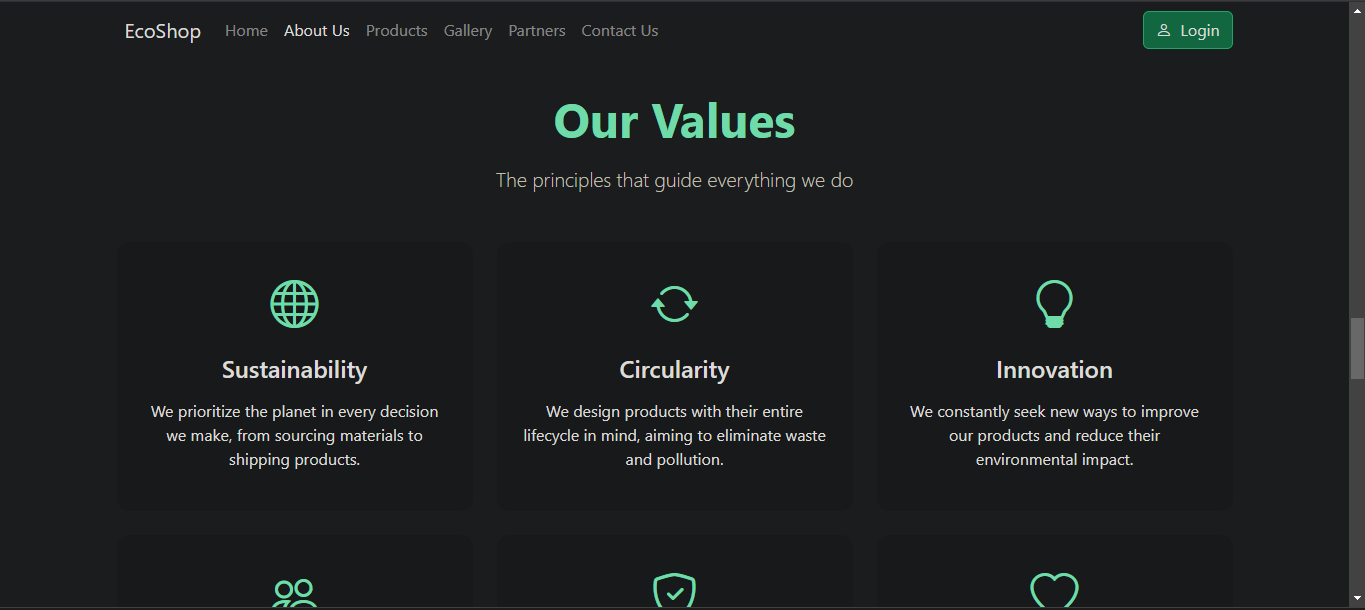 EcoShop Home About Us Products Gallery Partners Contact Us Login
Our Values
The principles that guide everything we do
Sustainability
We prioritize the planet in every decision
we make, from sourcing materials to
shipping products.
Circularity
We design products with their entire
lifecycle in mind, aiming to eliminate waste
and pollution.
Innovation
We constantly seek new ways to improve
our products and reduce their
environmental impact.